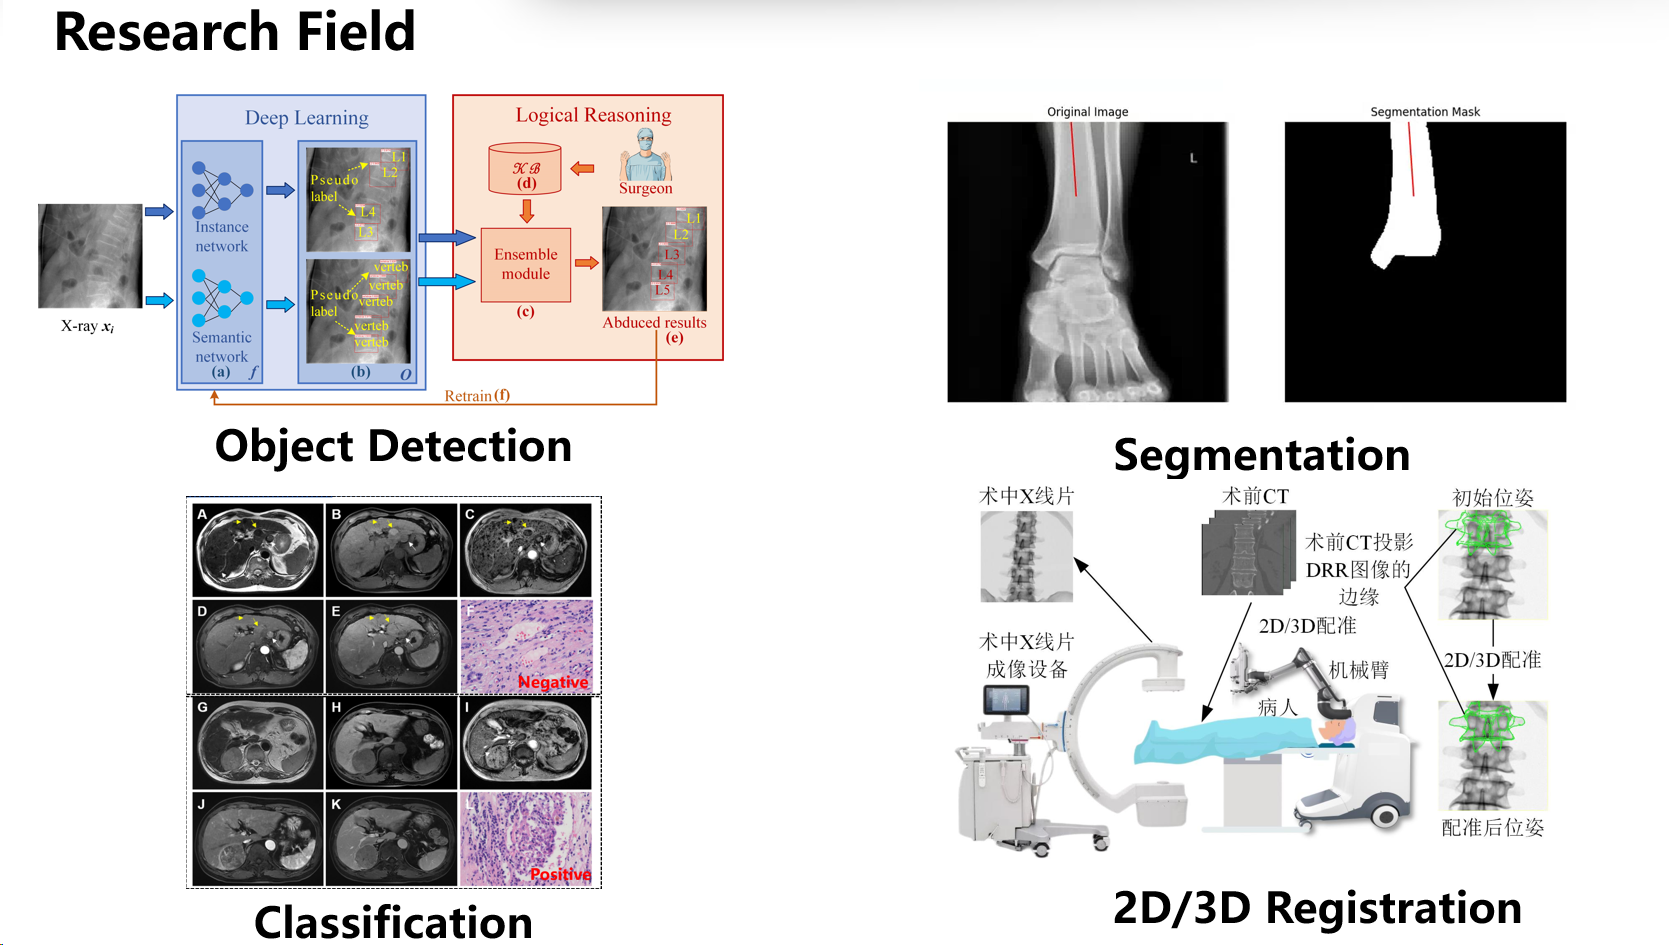 Research Field
Deep Learning
Instance
network
Semantic
network
(a)
f
Pseudo
label
L1
L2
L4
L3
Pseudo
label
verteb
verteb
verteb
verteb
verteb
(b)
O
X-ray xi
Logical Reasoning
𝒦ℬ
(d)
Surgeon
Ensemble
module
(c)
L1
L2
L3
L4
L5
Abduced results
(e)
Retrain (f)
Object Detection
Original Image
L
Segmentation Mask
Segmentation
A
B
C
D
E
F
Negative
G
H
I
J
K
L
Positive
Classification
术中X线片
术前CT
初始位姿
术前CT投影
DRR图像的
边缘
2D/3D配准
术中X线片
成像设备
机械臂
病人
2D/3D配准
配准后位姿
2D/3D Registration